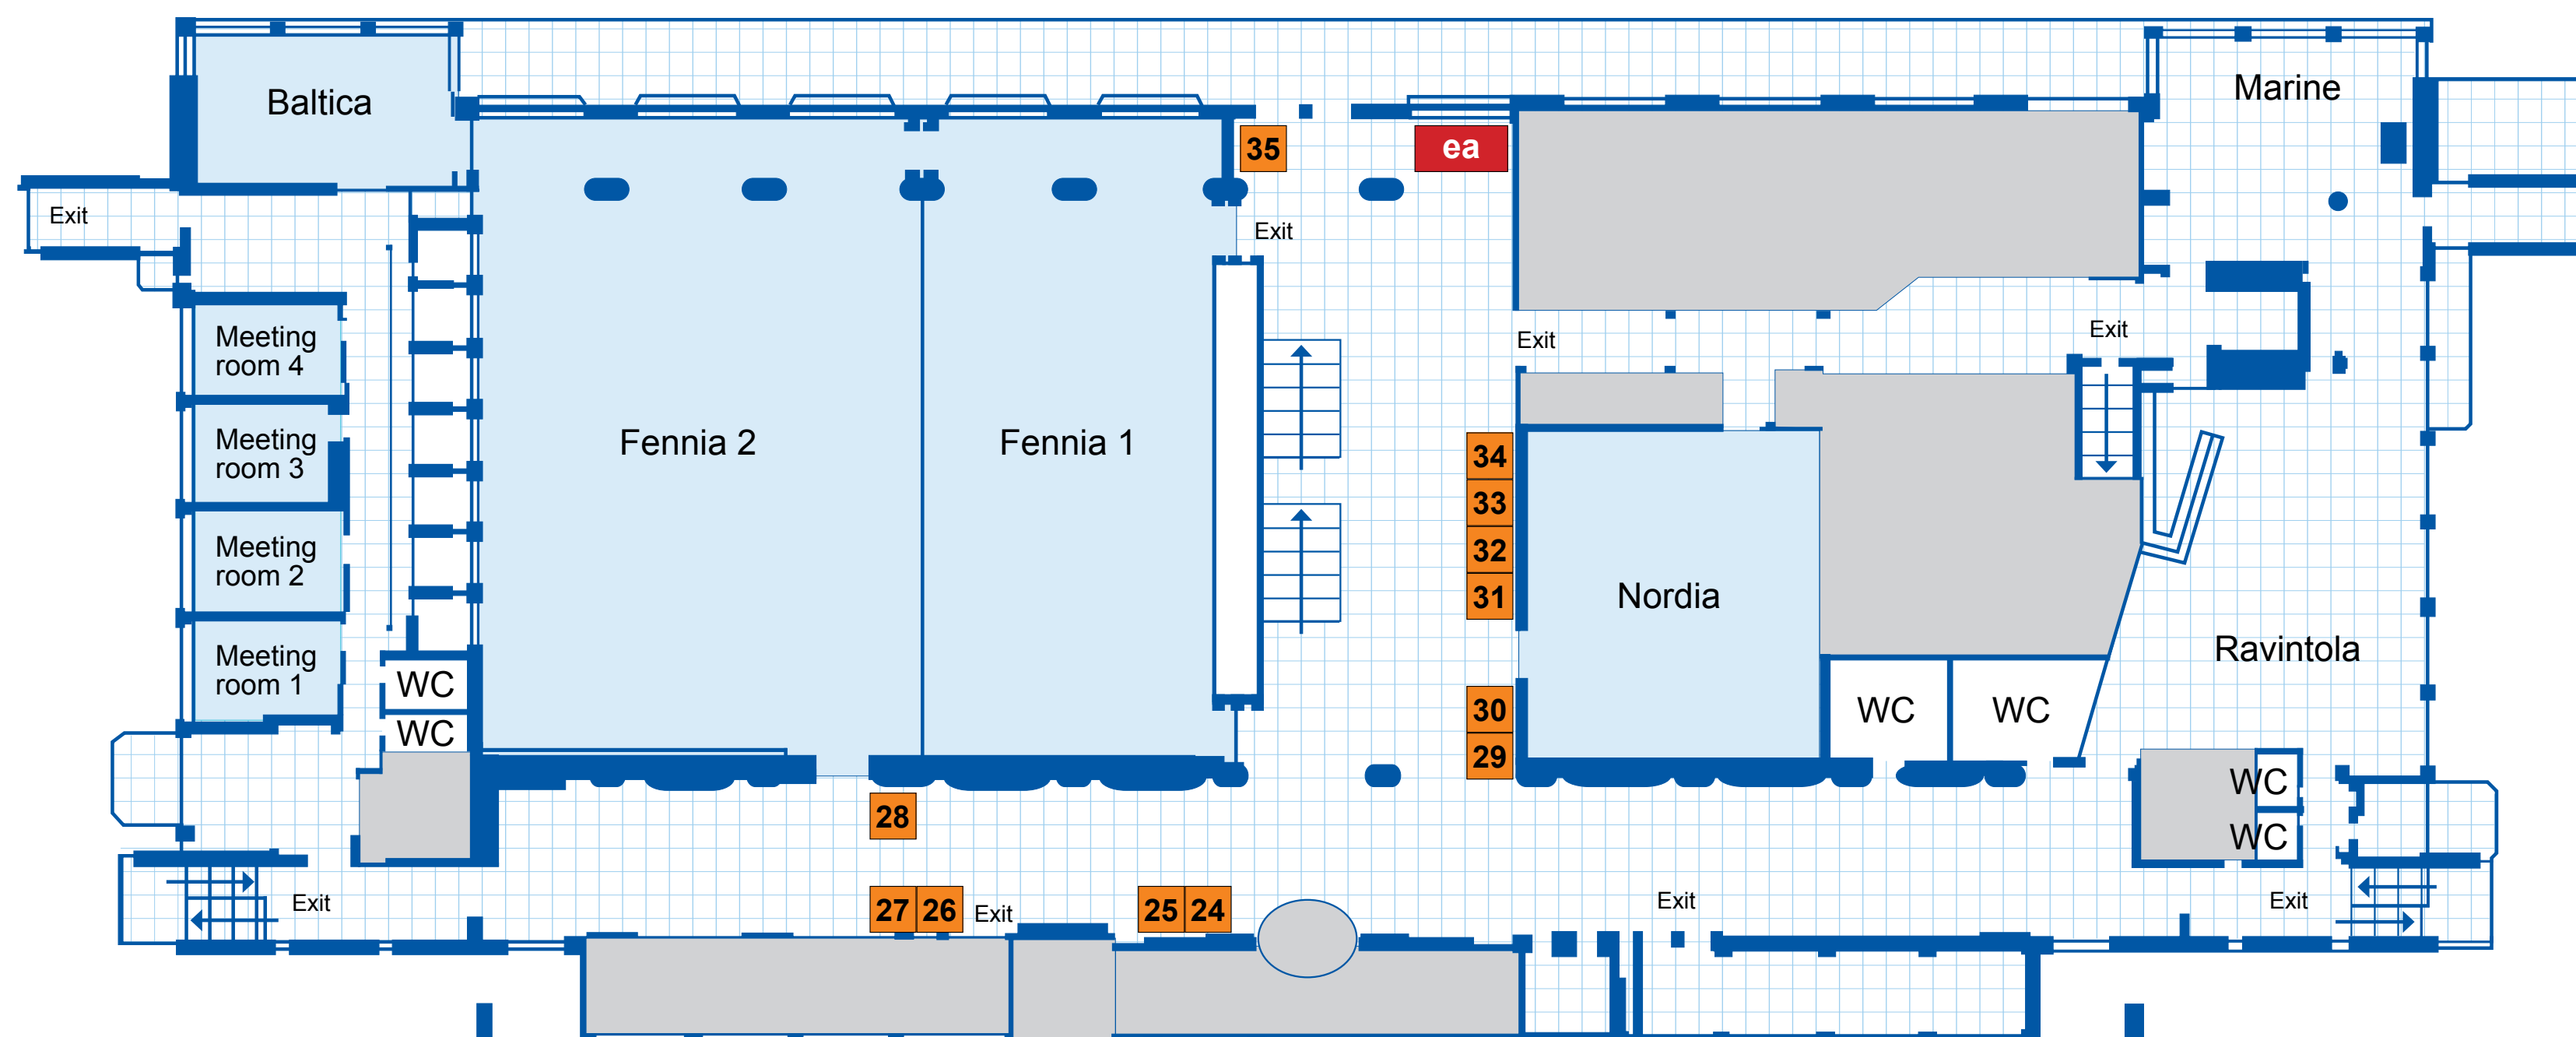 Baltica
Marine
35
ea
Exit
Exit
Meeting
room 4
Exit
Exit
Meeting
room 3
Fennia 2
Fennia 1
34
33
32
31
Meeting
room 2
Nordia
Meeting
room 1
Ravintola
WC
WC
30
29
WC
WC
WC
WC
28
27
26
Exit
25
24
Exit
Exit
Exit